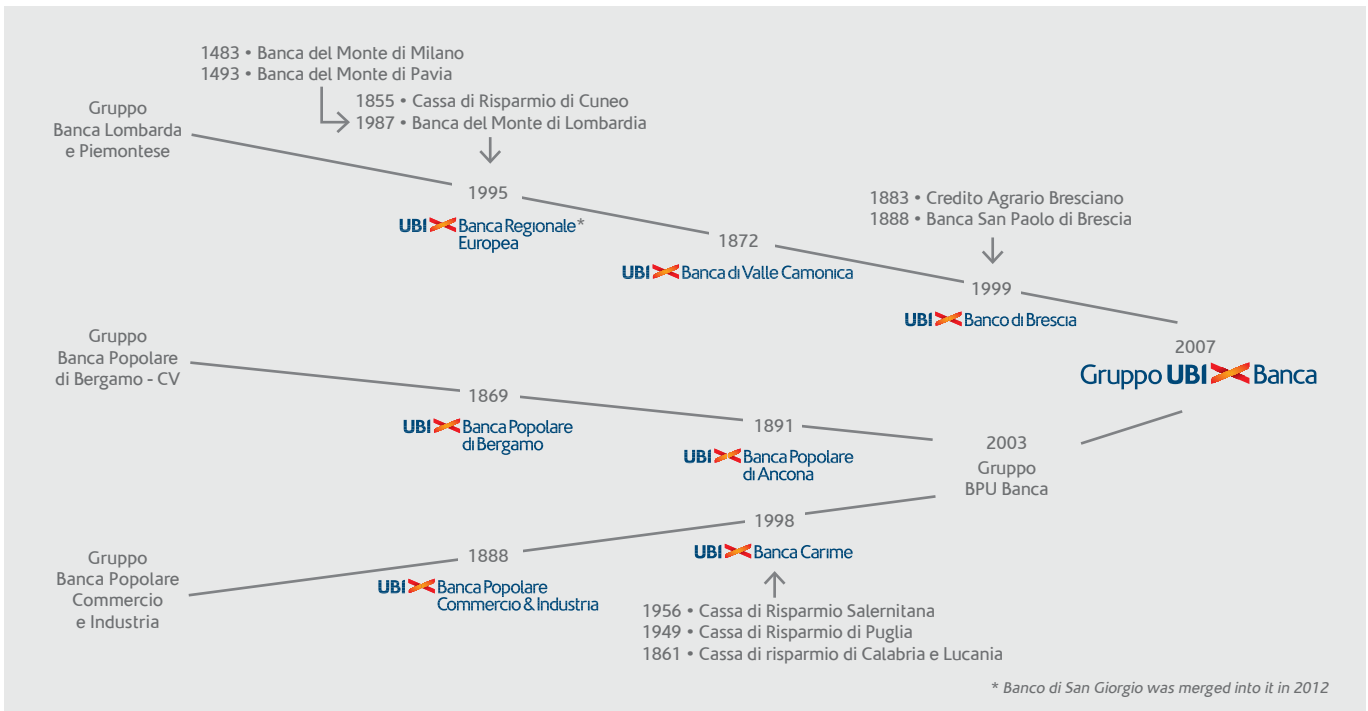 1483 • Banca del Monte di Milano
1493 • Banca del Monte di Pavia
1855 • Cassa di Risparmio di Cuneo
1987 • Banca del Monte di Lombardia
Gruppo
Banca Lombarda
e Piemontese
1995
UBI Banca Regionale*
Europea
1872
UBI Banca di Valle Camonica
1883 • Credito Agrario Bresciano
1888 • Banca San Paolo di Brescia
1999
UBI Banco di Brescia
2007
Gruppo UBI Banca
Gruppo
Banca Popolare
di Bergamo - CV
1869
UBI Banca Popolare
di Bergamo
1891
UBI Banca Popolare
di Ancona
2003
Gruppo
BPU Banca
Gruppo
Banca Popolare
Commercio
e Industria
1888
UBI Banca Popolare
Commercio & Industria
1998
UBI Banca Carime
1956 • Cassa di Risparmio Salernitana
1949 • Cassa di Risparmio di Puglia
1861 • Cassa di risparmio di Calabria e Lucania
* Banco di San Giorgio was merged into it in 2012